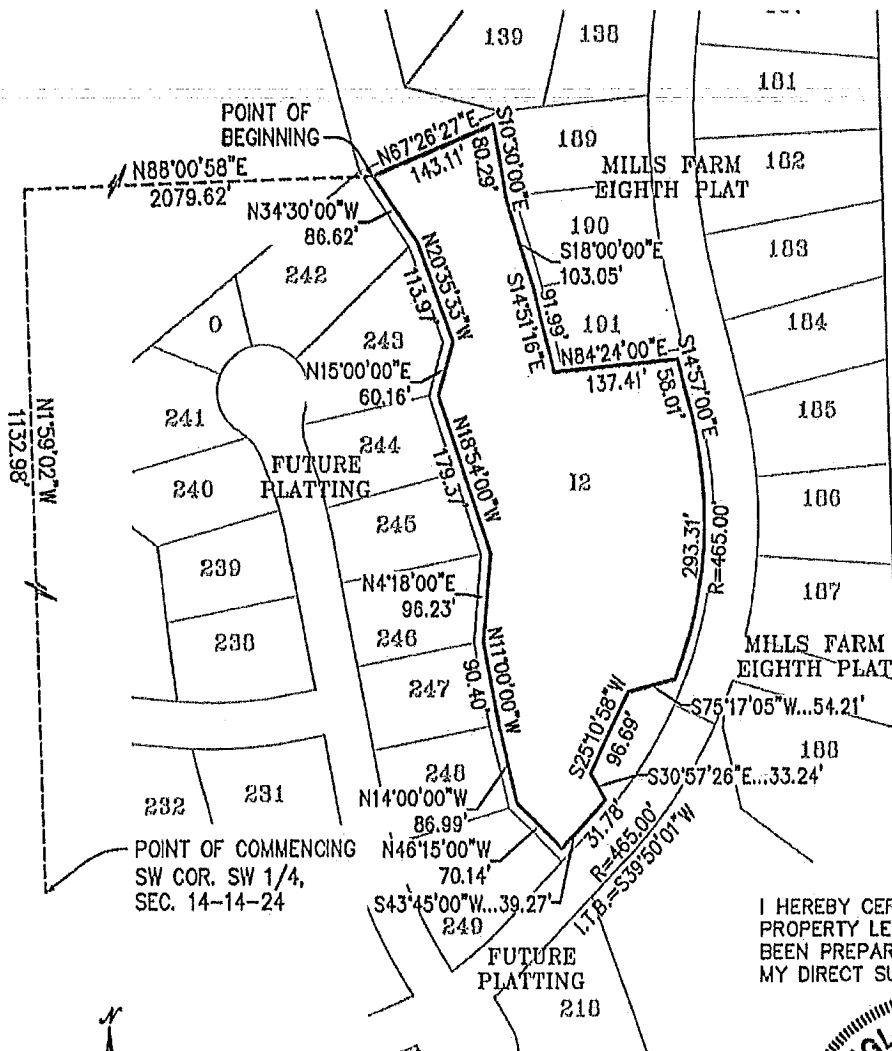 139
138
181
POINT OF
BEGINNING
N67°26'27"E
143.11'
S10°30'00"E
80.29'
189
MILLS FARM
EIGHTH PLAT
182
N88°00'58"E
2079.62'
N34°30'00"W
86.62'
190
S18°00'00"E
103.05'
183
242
N20°35'33"W
113.97'
S14°51'16"E
91.99'
191
184
0
243
N84°24'00"E
137.41'
S14°57'00"E
58.01'
N15°00'00"E
60.16'
185
241
N1°59'02"W
1132.98'
244
N18°54'00"W
179.37'
FUTURE
PLATTING
12
240
186
245
293.31'
R=465.00'
239
N4°18'00"E
96.23'
187
238
246
N11°00'00"W
90.40'
MILLS FARM
EIGHTH PLAT
247
S75°17'05"W...54.21'
S25°10'58"W
96.69'
188
248
S30°57'26"E...33.24'
232
231
N14°00'00"W
86.99'
31.78'
R=465.00'
I.T.B.=S39°50'01"W
POINT OF COMMENCING
SW COR. SW 1/4,
SEC. 14-14-24
N46°15'00"W
70.14'
S43°45'00"W...39.27'
249
I HEREBY CER
PROPERTY LE
BEEN PREPAR
MY DIRECT SU
FUTURE
PLATTING
218
N